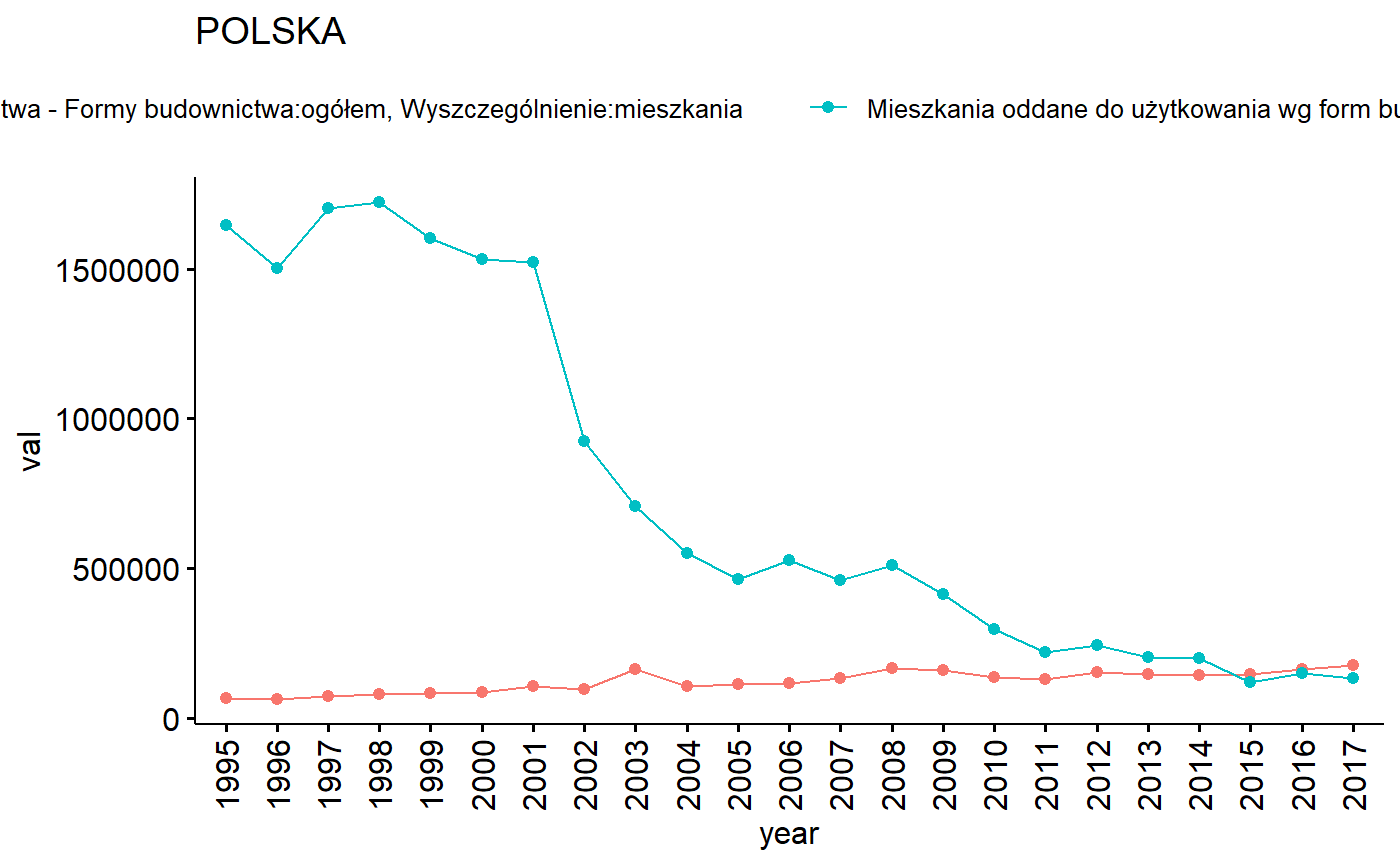 POLSKA
twa - Formy budownictwa:ogółem, Wyszczególnienie:mieszkania Mieszkania oddane do użytkowania wg form bu
1500000
1000000
500000
0
val
1995 1996 1997 1998 1999 2000 2001 2002 2003 2004 2005 2006 2007 2008 2009 2010 2011 2012 2013 2014 2015 2016 2017
year